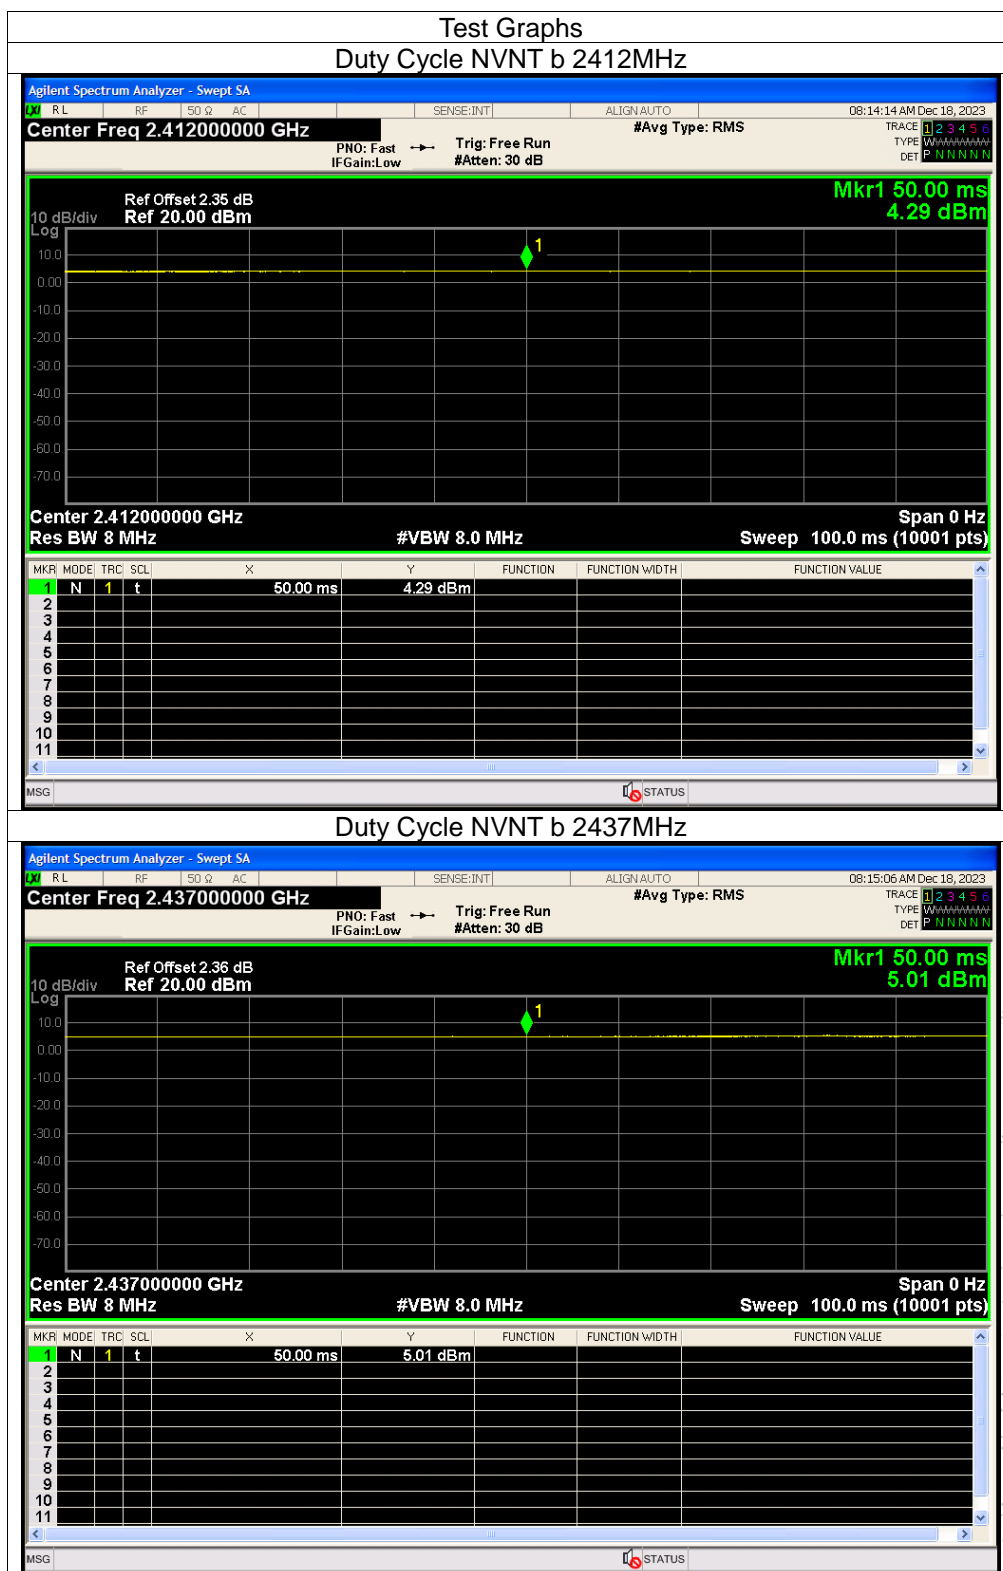 Test Graphs
Duty Cycle NVNT b 2412MHz
Agilent Spectrum Analyzer - Swept SA
LXI RL RF 50 Ω AC SENSE:INT ALIGN AUTO 08:14:14 AM Dec 18, 2023
Center Freq 2.412000000 GHz #Avg Type: RMS TRACE 1 2 3 4 5 6
PNO: Fast Trig: Free Run TYPE
IFGain:Low #Atten: 30 dB DET P N N N N N
Mkr1 50.00 ms
Ref Offset 2.35 dB
10 dB/div Ref 20.00 dBm 4.29 dBm
Log
1
10.0
0.00
-10.0
-20.0
-30.0
-40.0
-50.0
-60.0
-70.0
Center 2.412000000 GHz Span 0 Hz
Res BW 8 MHz #VBW 8.0 MHz Sweep 100.0 ms (10001 pts)
MKR MODE TRC SCL X Y FUNCTION FUNCTION WIDTH FUNCTION VALUE
1 N 1 t 50.00 ms 4.29 dBm
2
3
4
5
6
7
8
9
10
11
MSG STATUS
Duty Cycle NVNT b 2437MHz
Agilent Spectrum Analyzer - Swept SA
LXI RL RF 50 Ω AC SENSE:INT ALIGN AUTO 08:15:06 AM Dec 18, 2023
Center Freq 2.437000000 GHz #Avg Type: RMS TRACE 1 2 3 4 5 6
PNO: Fast Trig: Free Run TYPE
IFGain:Low #Atten: 30 dB DET P N N N N N
Mkr1 50.00 ms
Ref Offset 2.36 dB
10 dB/div Ref 20.00 dBm 5.01 dBm
Log
1
10.0
0.00
-10.0
-20.0
-30.0
-40.0
-50.0
-60.0
-70.0
Center 2.437000000 GHz Span 0 Hz
Res BW 8 MHz #VBW 8.0 MHz Sweep 100.0 ms (10001 pts)
MKR MODE TRC SCL X Y FUNCTION FUNCTION WIDTH FUNCTION VALUE
1 N 1 t 50.00 ms 5.01 dBm
2
3
4
5
6
7
8
9
10
11
MSG STATUS